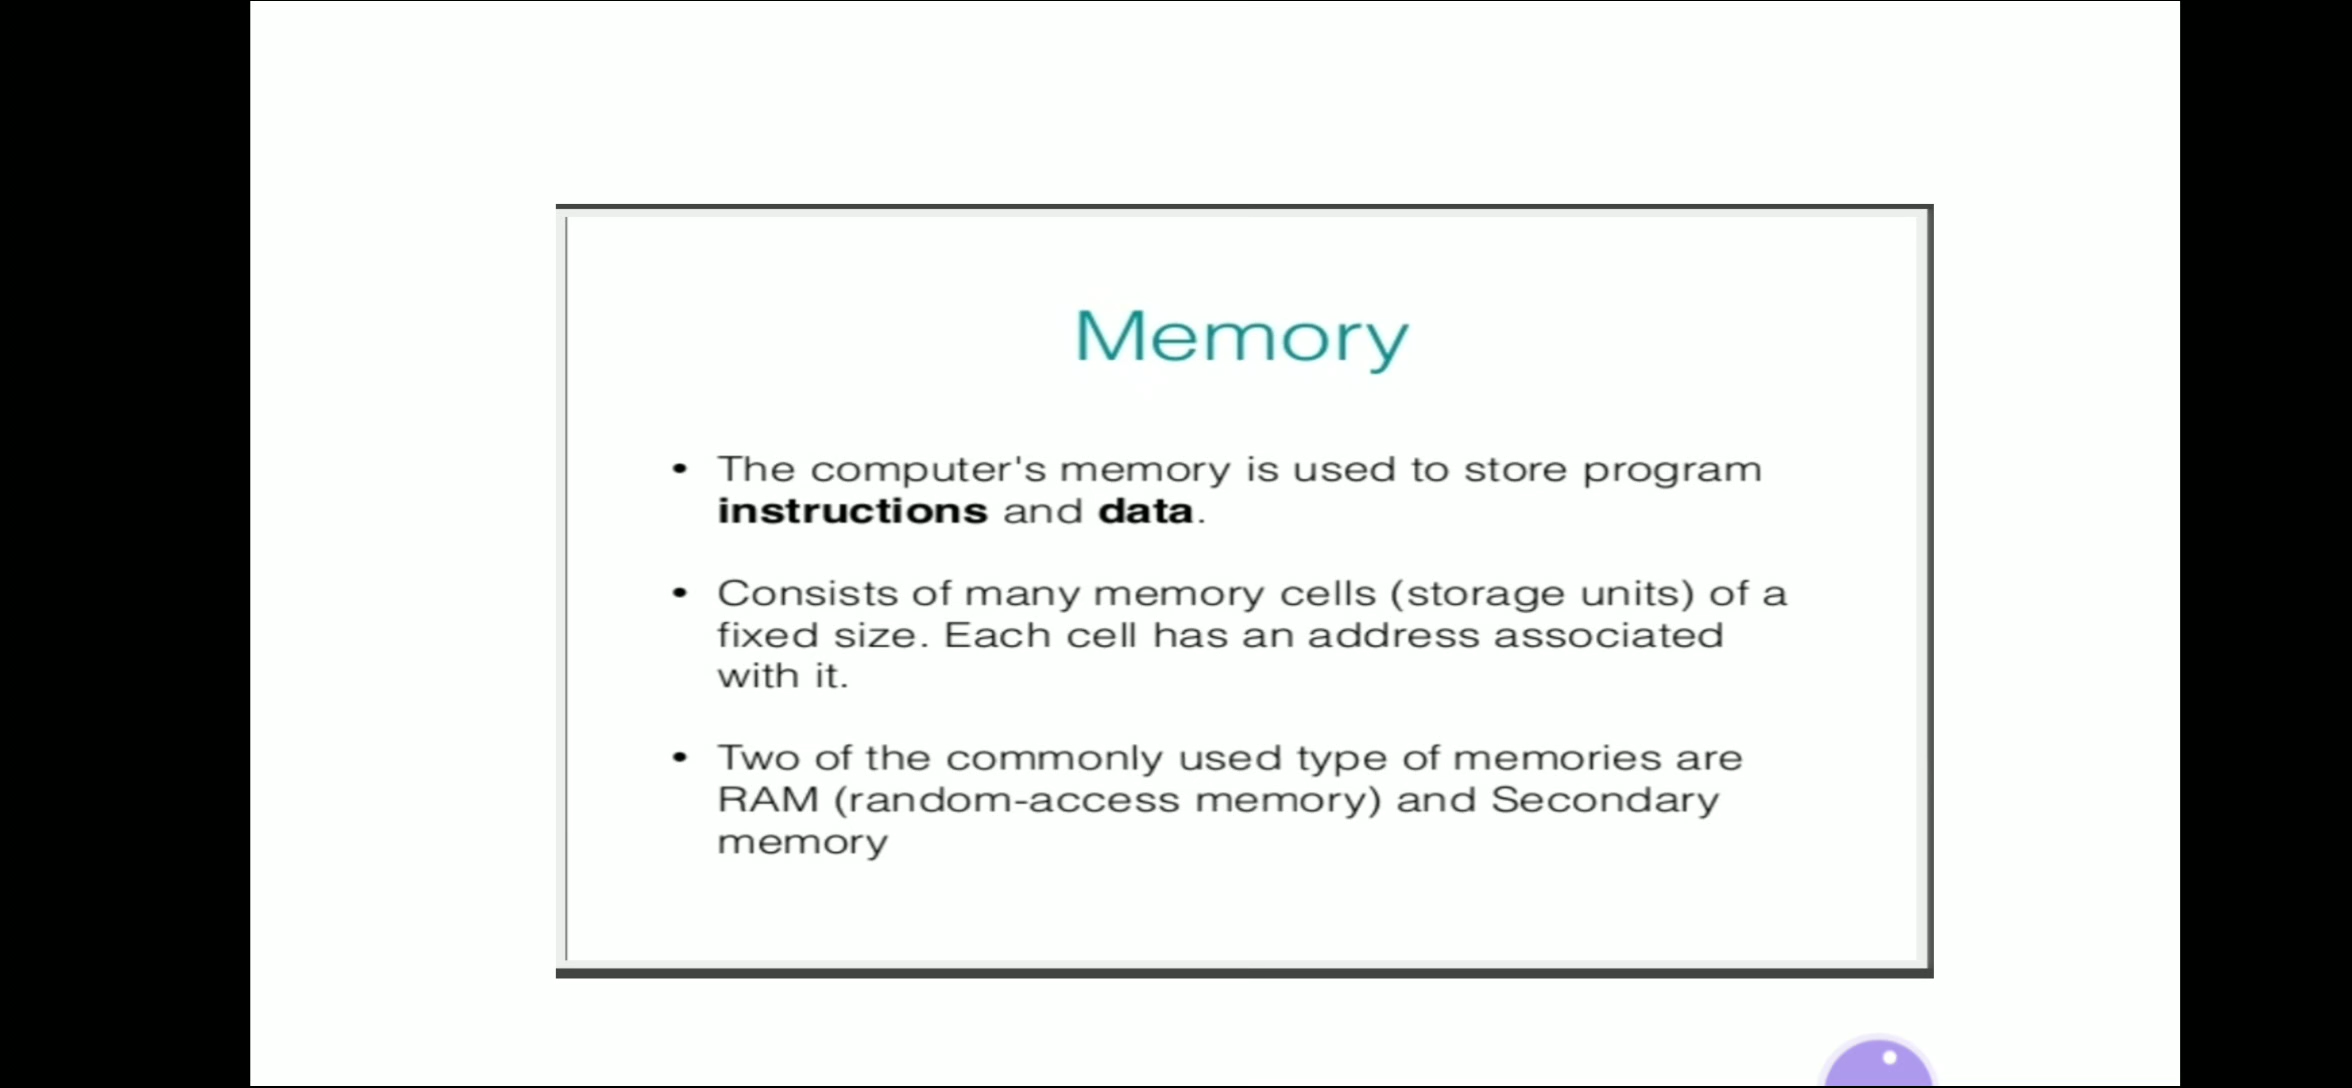 Memory
• The computer's memory is used to store program
instructions and data.
• Consists of many memory cells (storage units) of a
fixed size. Each cell has an address associated
with it.
• Two of the commonly used type of memories are
RAM (random-access memory) and Secondary
memory